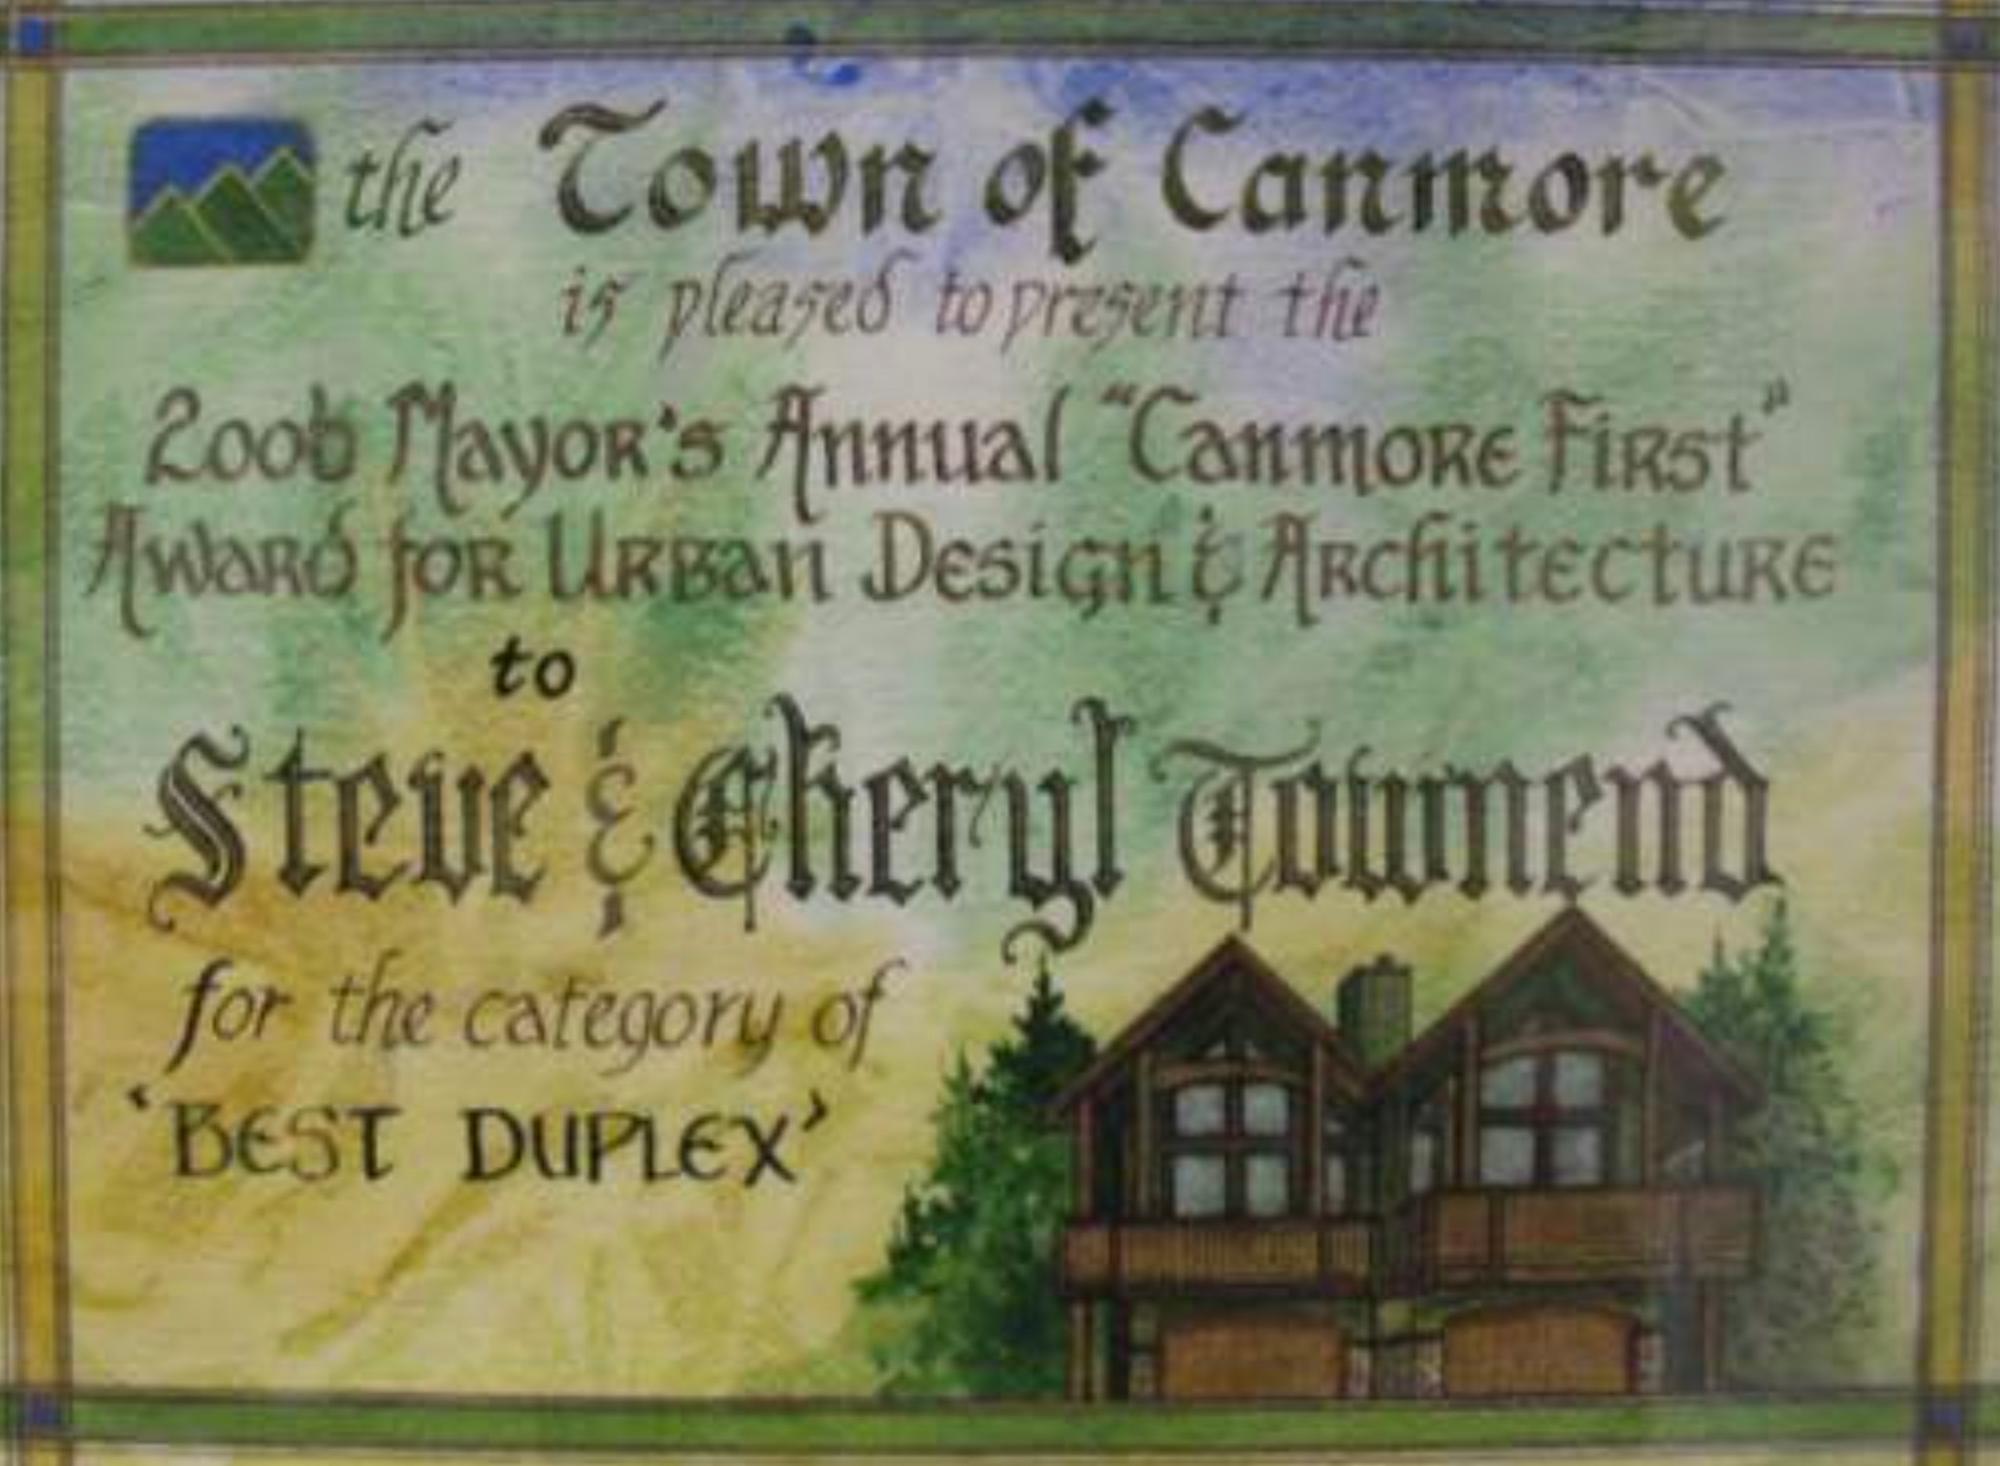 the Town of Canmore
is pleased to present the
2006 Mayor's Annual "Canmore First"
Award for Urban Design & Architecture
to
Steve & Cheryl Townend
for the category of
'BEST DUPLEX'